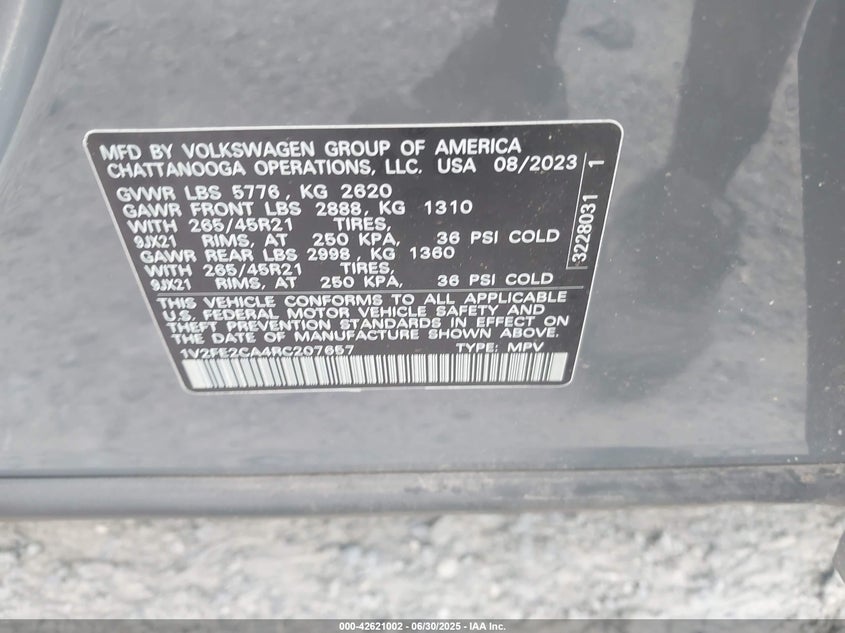 MFD BY VOLKSWAGEN GROUP OF AMERICA
CHATTANOOGA OPERATIONS, LLC. USA 08/2023
GVWR LBS 5776, KG 2620
GAWR FRONT LBS 2888, KG 1310
WITH 265/45R21 TIRES,
9JX21 RIMS, AT 250 KPA, 36 PSI COLD
GAWR REAR LBS 2998, KG 1360
WITH 265/45R21 TIRES,
9JX21 RIMS, AT 250 KPA, 36 PSI COLD
THIS VEHICLE CONFORMS TO ALL APPLICABLE
U.S. FEDERAL MOTOR VEHICLE SAFETY AND
THEFT PREVENTION STANDARDS IN EFFECT ON
THE DATE OF MANUFACTURE SHOWN ABOVE.
1V2FE2CA4RC207657 TYPE: MPV
3228031 1
000-42621002 - 06/30/2025 - IAA Inc.